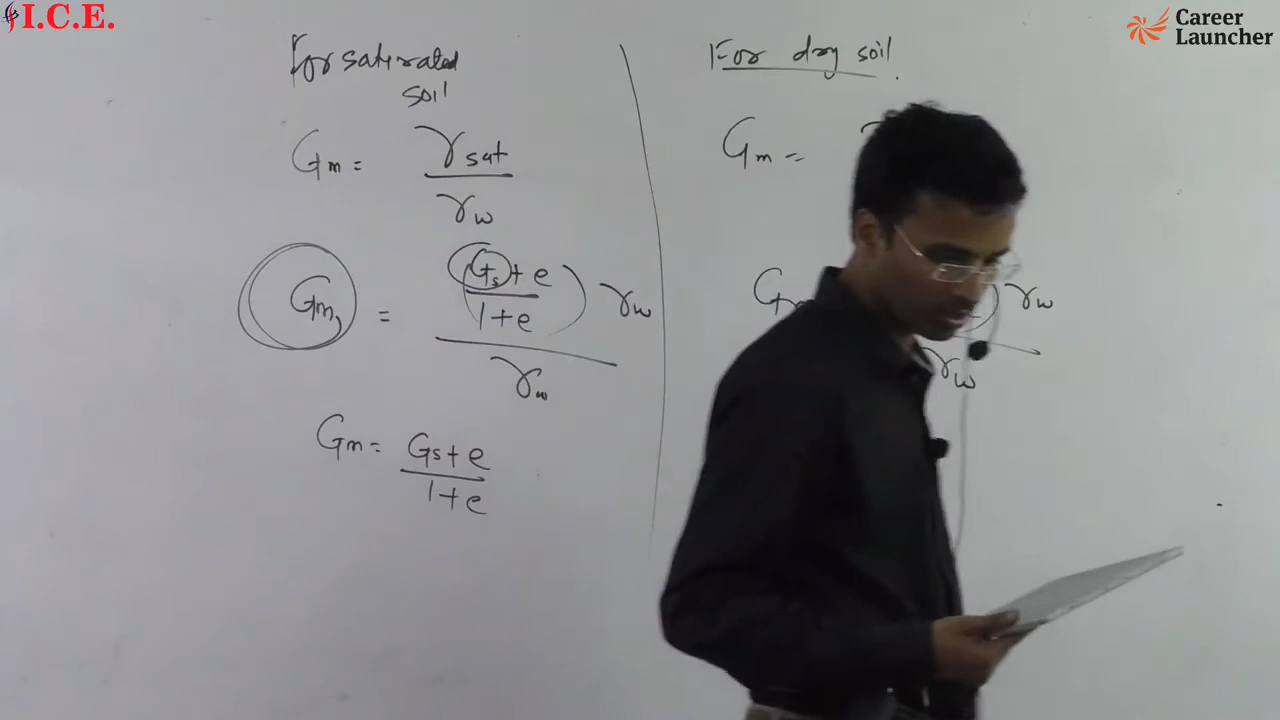 I.C.E.
Career
Launcher
For saturated
soil
Gm = γsat
γw
Gm, = (Gs + e) γw
1+e
γw
Gm = Gs + e
1+e
For dry soil
Gm =
γw
γw